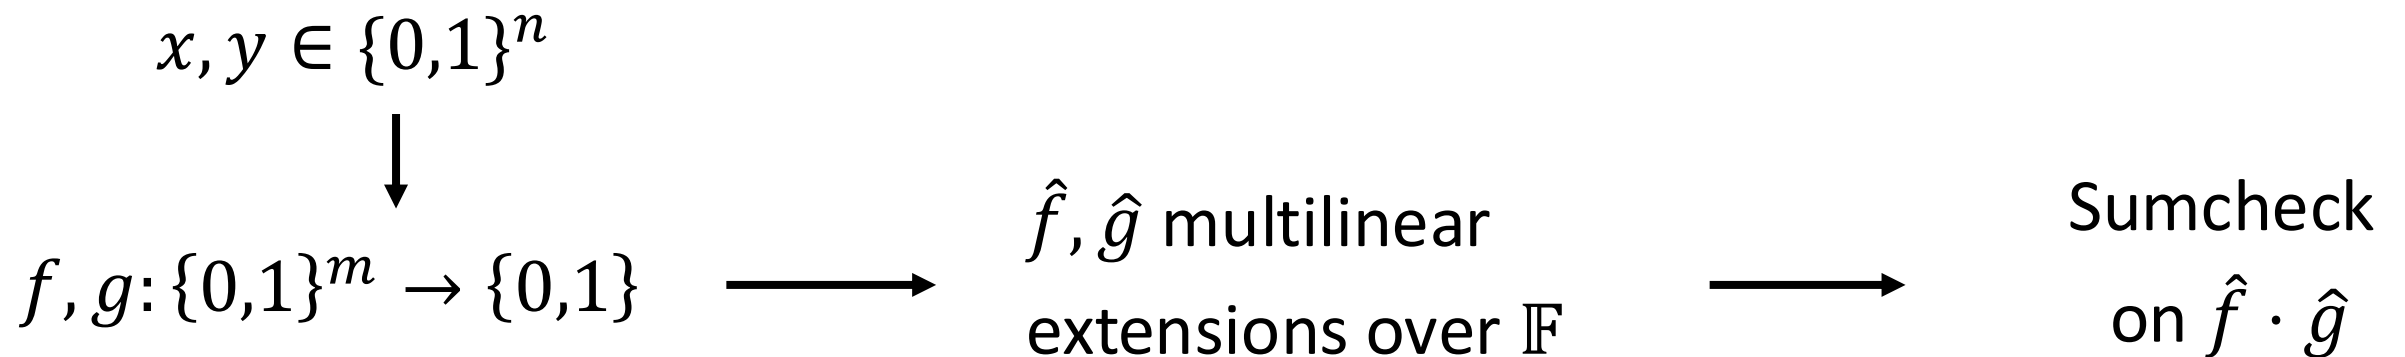 x, y ∈ {0,1}ⁿ
f, g: {0,1}ᵐ → {0,1}
f̂, ĝ multilinear
extensions over 𝔽
Sumcheck
on f̂ · ĝ